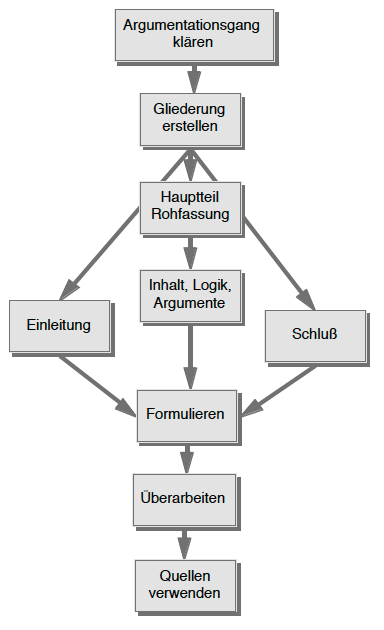 Argumentationsgang
klären
Gliederung
erstellen
Hauptteil
Rohfassung
Inhalt, Logik,
Argumente
Einleitung
Schluß
Formulieren
Überarbeiten
Quellen
verwenden